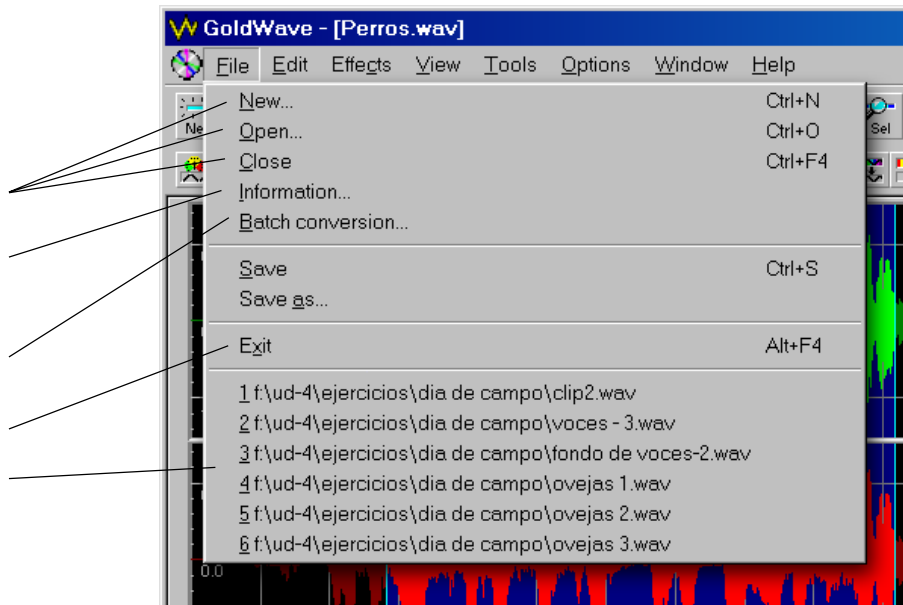 GoldWave - [Perros.wav]
File Edit Effects View Tools Options Window Help
New... Ctrl+N
Ne
Sel
Open... Ctrl+O
Close Ctrl+F4
Information...
Batch conversion...
Save Ctrl+S
Save as...
Exit Alt+F4
1 f:\ud-4\ejercicios\dia de campo\clip2.wav
2 f:\ud-4\ejercicios\dia de campo\voces - 3.wav
3 f:\ud-4\ejercicios\dia de campo\fondo de voces-2.wav
4 f:\ud-4\ejercicios\dia de campo\ovejas 1.wav
5 f:\ud-4\ejercicios\dia de campo\ovejas 2.wav
6 f:\ud-4\ejercicios\dia de campo\ovejas 3.wav
0.0